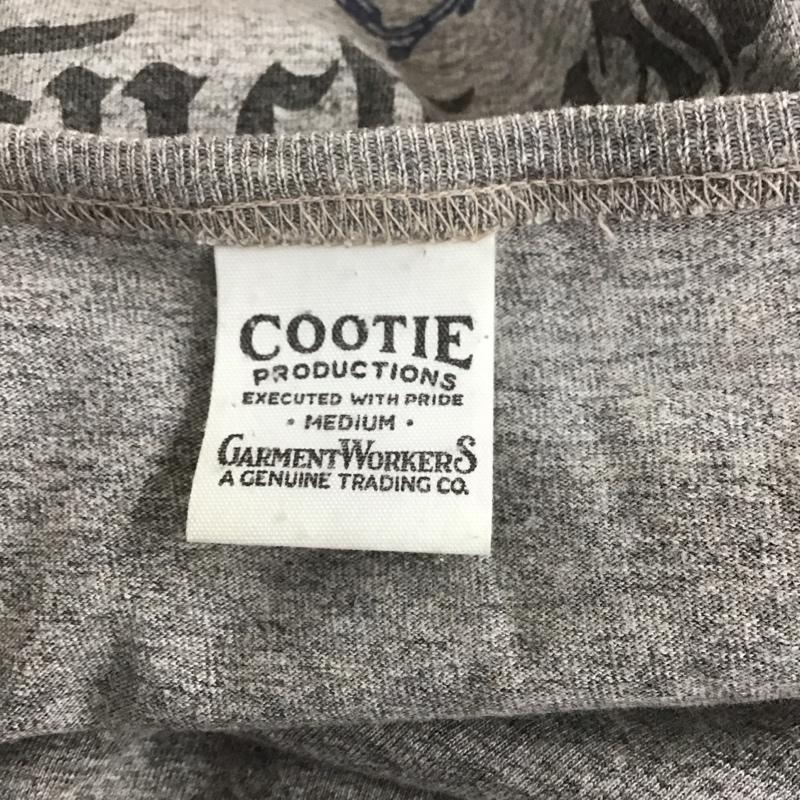 COOTIE
PRODUCTIONS
EXECUTED WITH PRIDE
• MEDIUM •
GARMENTWORKERS
A GENUINE TRADING CO.